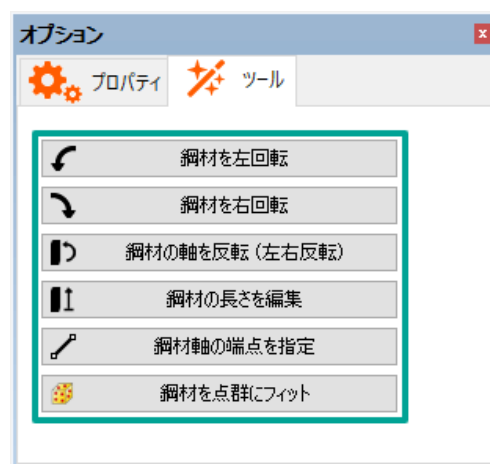 オプション
プロパティ ツール
鋼材を左回転
鋼材を右回転
鋼材の軸を反転（左右反転）
鋼材の長さを編集
鋼材軸の端点を指定
鋼材を点群にフィット